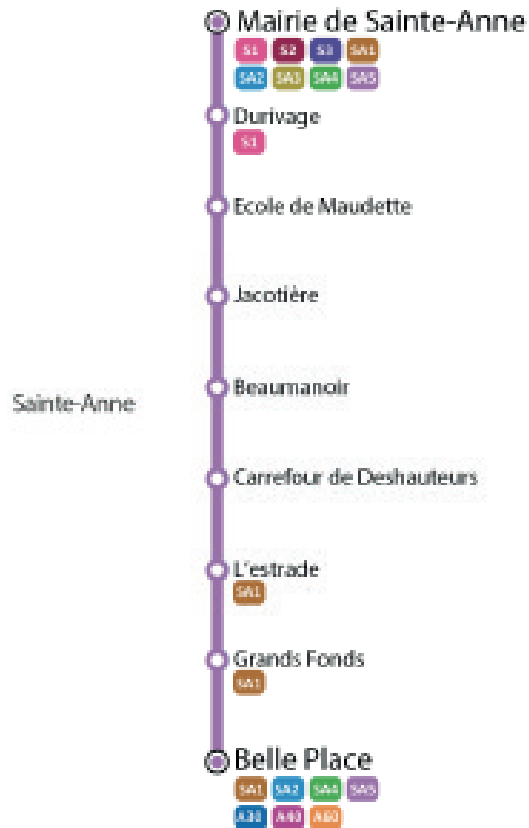 Mairie de Sainte-Anne
S1 S2 S3 SA1
SA2 SA3 SA4 SA5
Durivage
S1
Ecole de Maudette
Jacotière
Beaumanoir
Sainte-Anne
Carrefour de Deshauteurs
L'estrade
SA1
Grands Fonds
SA1
Belle Place
SA1 SA2 SA4 SA5
A30 A40 A60